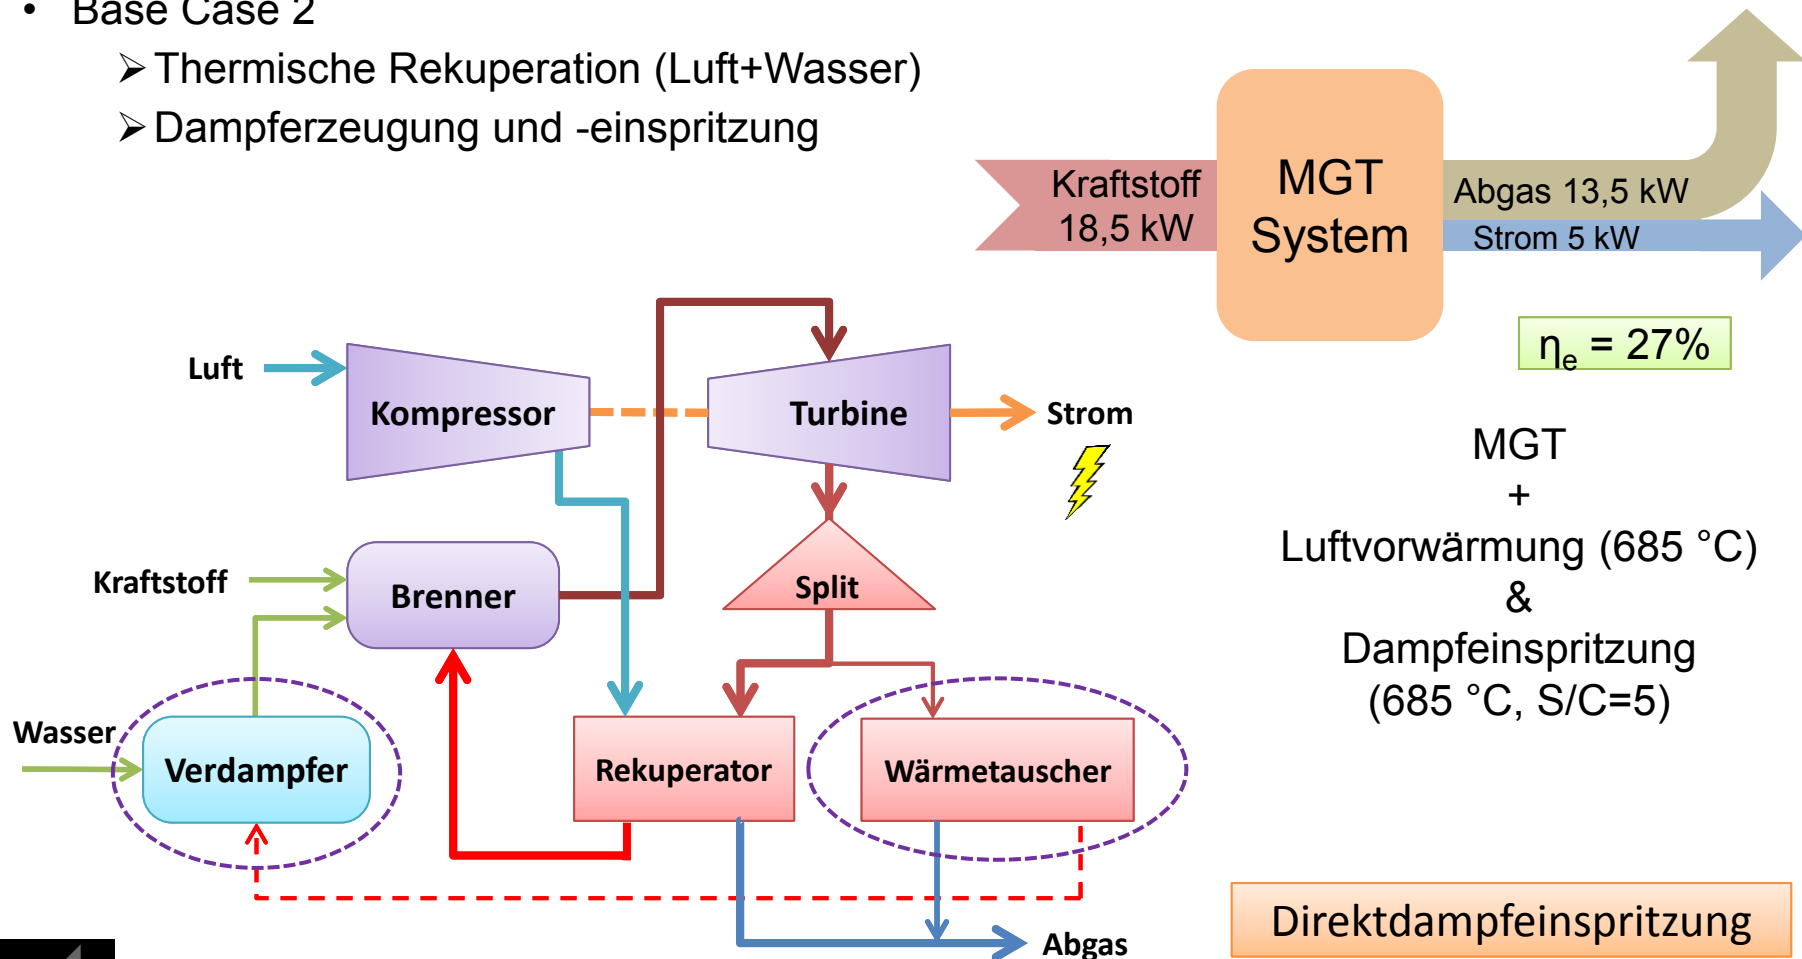 • Base Case 2
➢ Thermische Rekuperation (Luft+Wasser)
➢ Dampferzeugung und -einspritzung
Kraftstoff
18,5 kW
MGT
System
Abgas 13,5 kW
Strom 5 kW
ηe = 27%
Luft
Kompressor
Turbine
Strom
MGT
+
Luftvorwärmung (685 °C)
&
Dampfeinspritzung
(685 °C, S/C=5)
Kraftstoff
Brenner
Split
Wasser
Verdampfer
Rekuperator
Wärmetauscher
Abgas
Direktdampfeinspritzung